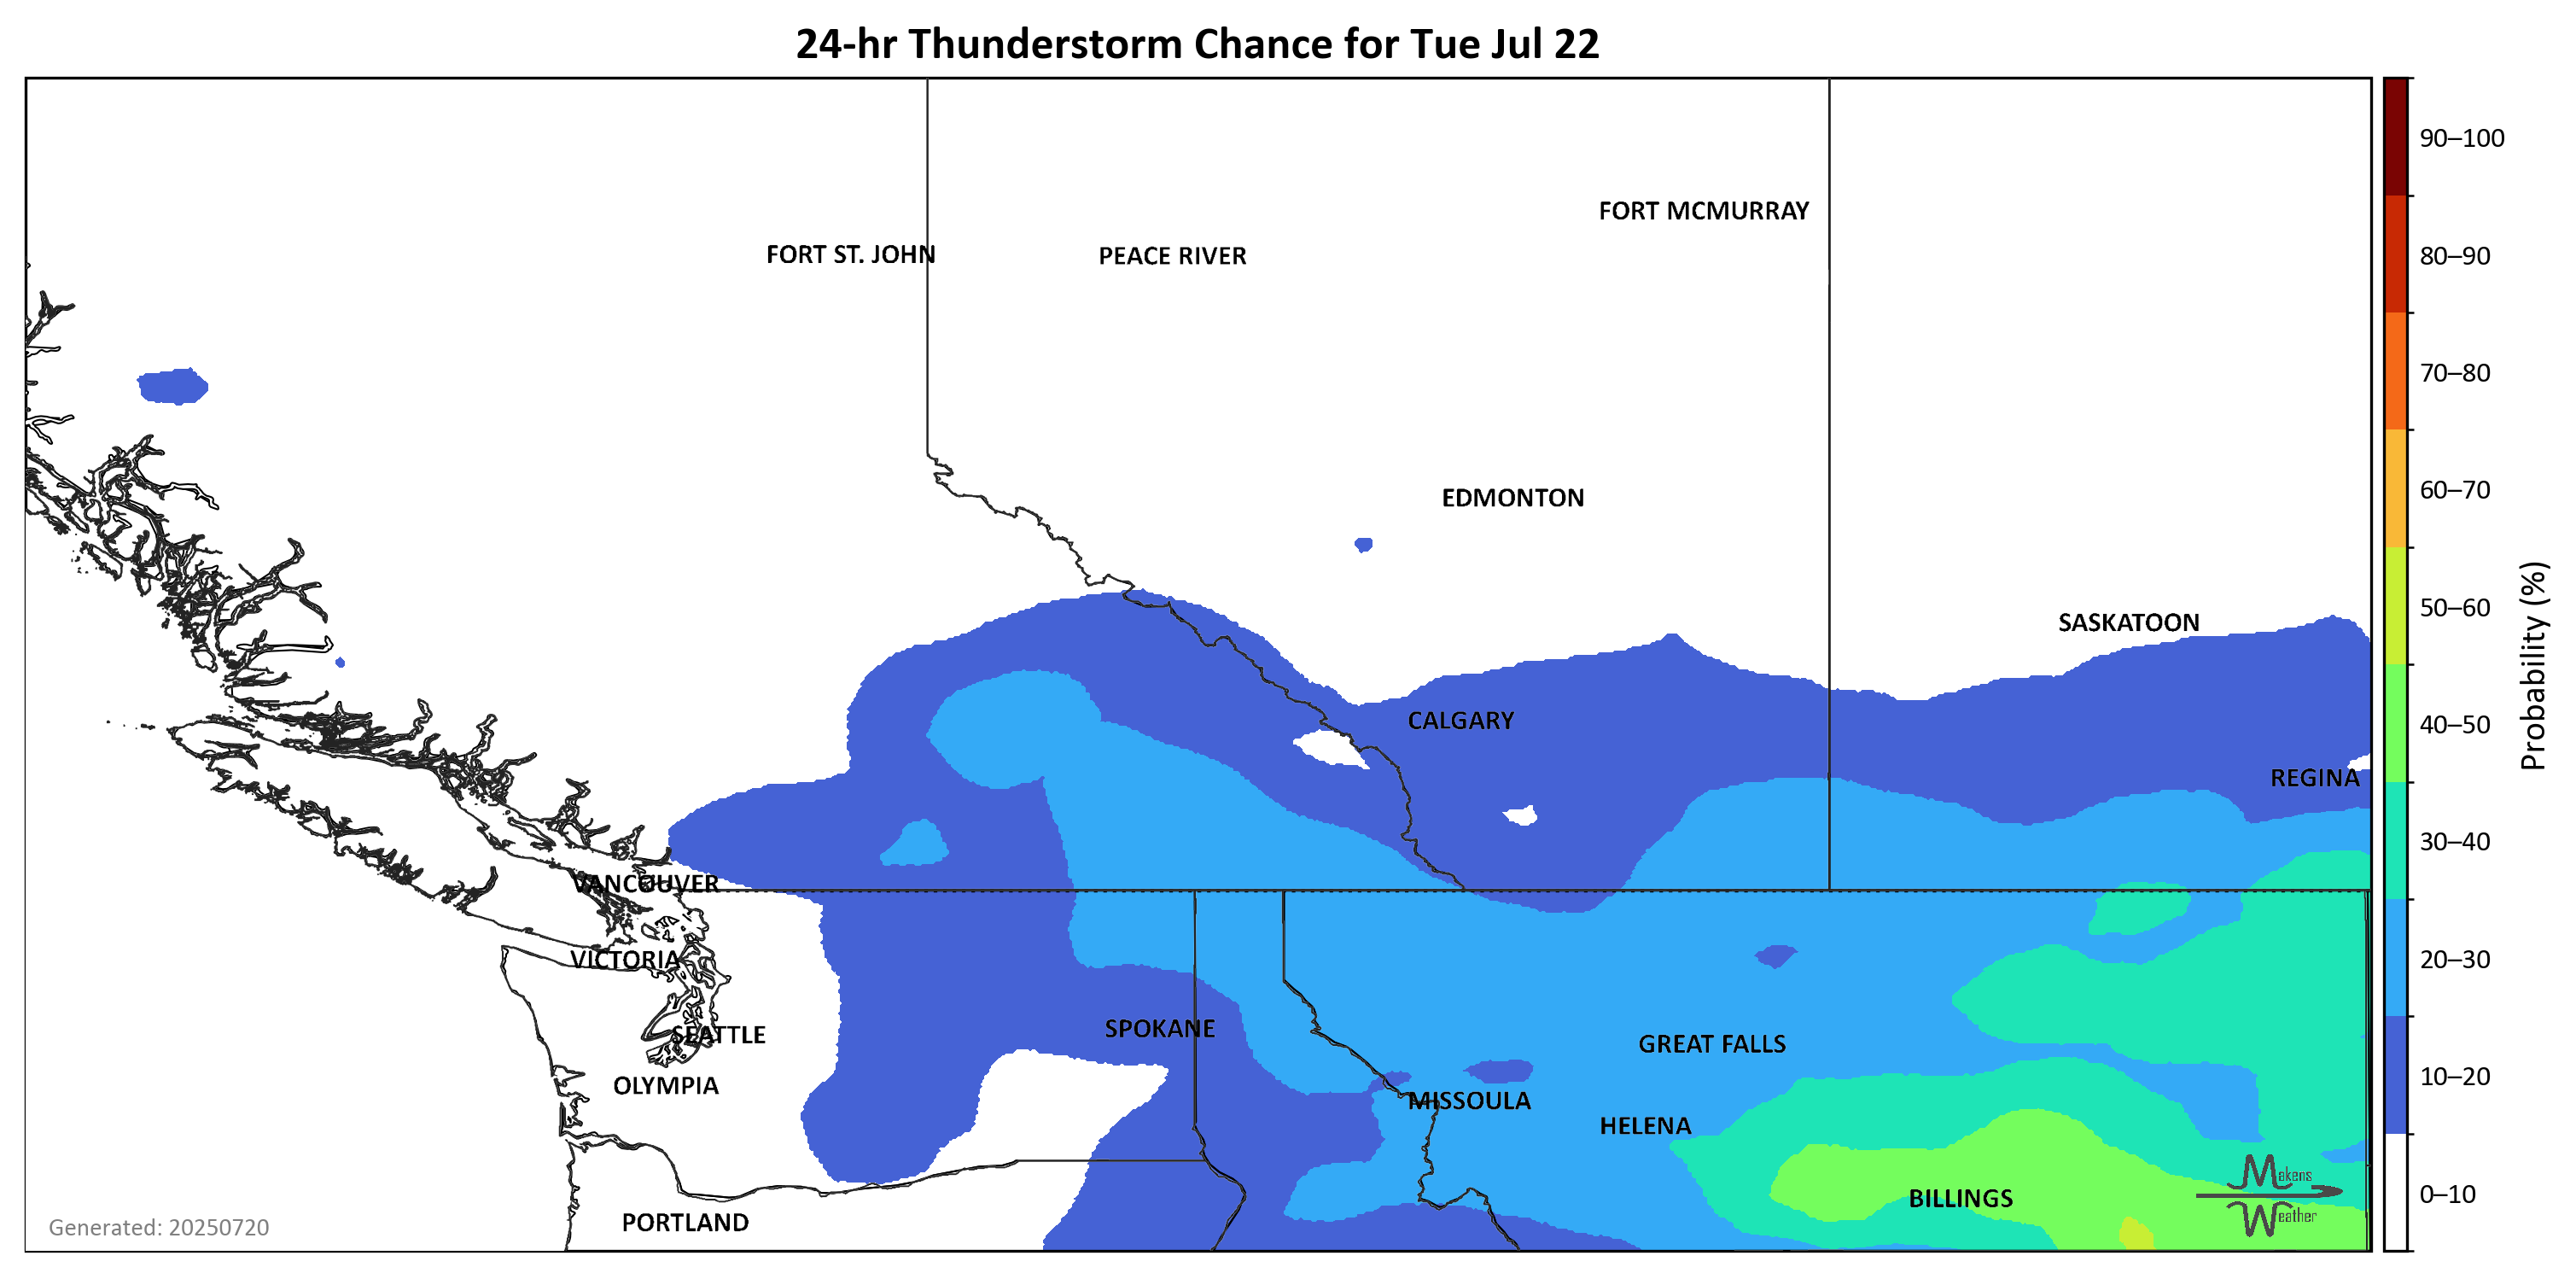 24-hr Thunderstorm Chance for Tue Jul 22
FORT MCMURRAY
FORT ST. JOHN
PEACE RIVER
EDMONTON
SASKATOON
CALGARY
REGINA
VANCOUVER
VICTORIA
SPOKANE
SEATTLE
GREAT FALLS
OLYMPIA
MISSOULA
HELENA
Makens
Weather
BILLINGS
PORTLAND
Generated: 20250720
90–100
80–90
70–80
60–70
50–60
40–50
30–40
20–30
10–20
0–10
Probability (%)